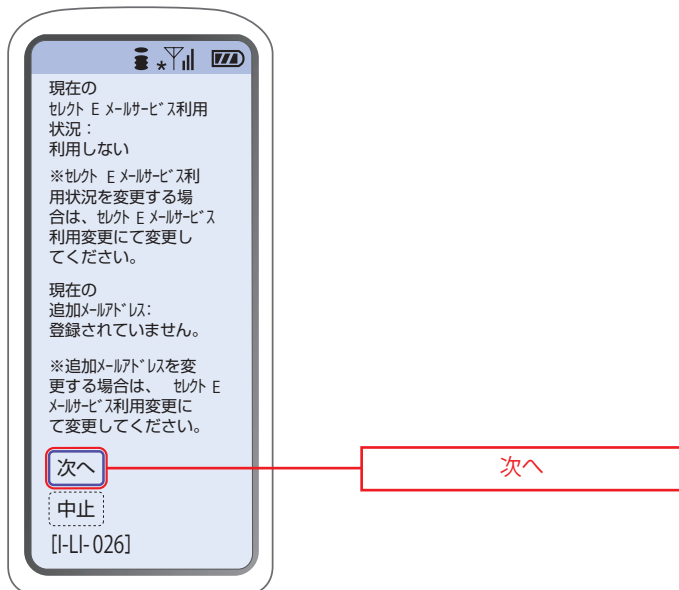 現在の
ｾﾚｸﾄ E ﾒｰﾙｻｰﾋﾞｽ利用
状況：
利用しない
※ｾﾚｸﾄ E ﾒｰﾙｻｰﾋﾞｽ利
用状況を変更する場
合は、ｾﾚｸﾄ E ﾒｰﾙｻｰﾋﾞｽ
利用変更にて変更し
てください。
現在の
追加ﾒｰﾙｱﾄﾞﾚｽ:
登録されていません。
※追加ﾒｰﾙｱﾄﾞﾚｽを変
更する場合は、 ｾﾚｸﾄ E
ﾒｰﾙｻｰﾋﾞｽ利用変更に
て変更してください。
次へ
次へ
中止
[I-LI-026]